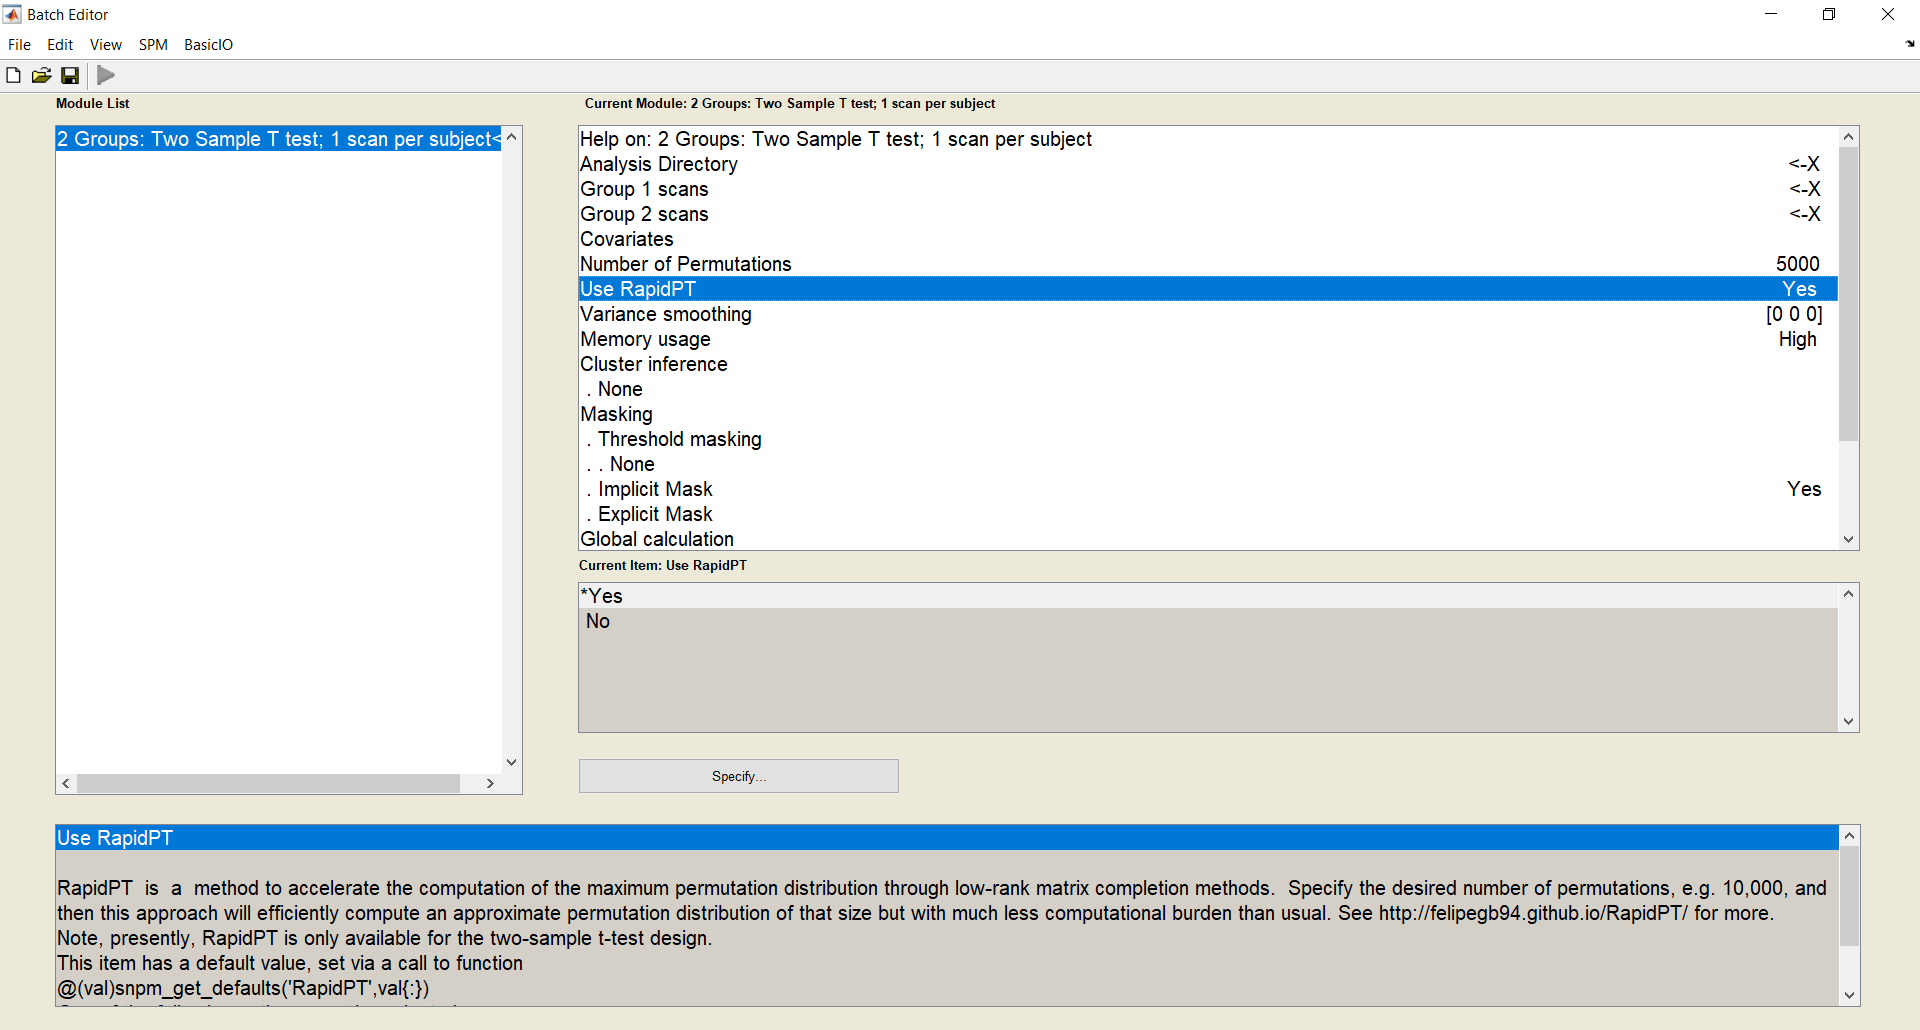 Batch Editor
File Edit View SPM BasicIO
Module List
2 Groups: Two Sample T test; 1 scan per subject<
Current Module: 2 Groups: Two Sample T test; 1 scan per subject
Help on: 2 Groups: Two Sample T test; 1 scan per subject
Analysis Directory <-X
Group 1 scans <-X
Group 2 scans <-X
Covariates
Number of Permutations 5000
Use RapidPT Yes
Variance smoothing [0 0 0]
Memory usage High
Cluster inference
. None
Masking
. Threshold masking
. . None
. Implicit Mask Yes
. Explicit Mask
Global calculation
Current Item: Use RapidPT
*Yes
No
Specify...
Use RapidPT
RapidPT is a method to accelerate the computation of the maximum permutation distribution through low-rank matrix completion methods. Specify the desired number of permutations, e.g. 10,000, and
then this approach will efficiently compute an approximate permutation distribution of that size but with much less computational burden than usual. See http://felipegb94.github.io/RapidPT/ for more.
Note, presently, RapidPT is only available for the two-sample t-test design.
This item has a default value, set via a call to function
@(val)snpm_get_defaults('RapidPT',val{:})